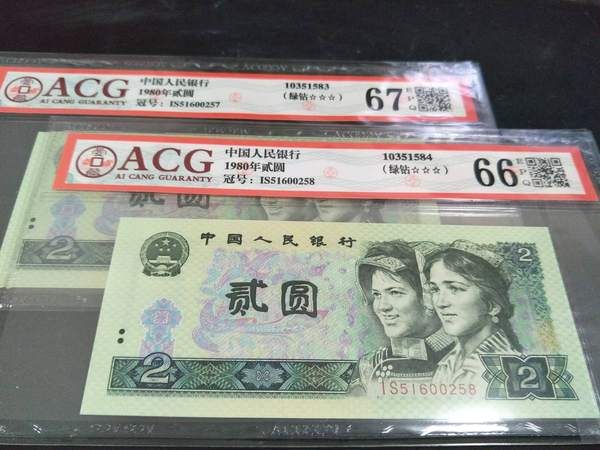 ACG
AI CANG GUARANTY
中国人民银行
1980年贰圆
冠号：IS51600257
10351583
（绿钻☆☆☆）
67
EPQ
ACG
AI CANG GUARANTY
中国人民银行
1980年贰圆
冠号：IS51600258
10351584
（绿钻☆☆☆）
66
EPQ
2
中国人民银行
2
贰圆
2
IS51600258
2